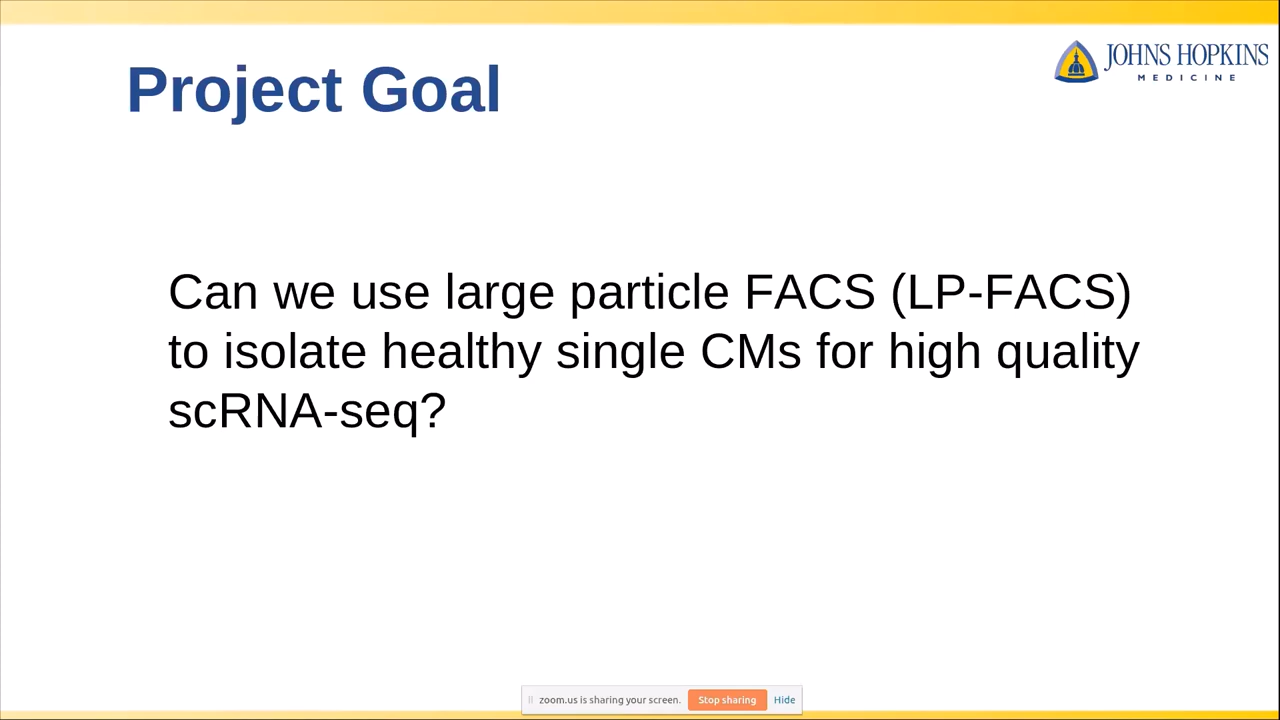 JOHNS HOPKINS
MEDICINE
Project Goal
Can we use large particle FACS (LP-FACS)
to isolate healthy single CMs for high quality
scRNA-seq?
zoom.us is sharing your screen. Stop sharing Hide